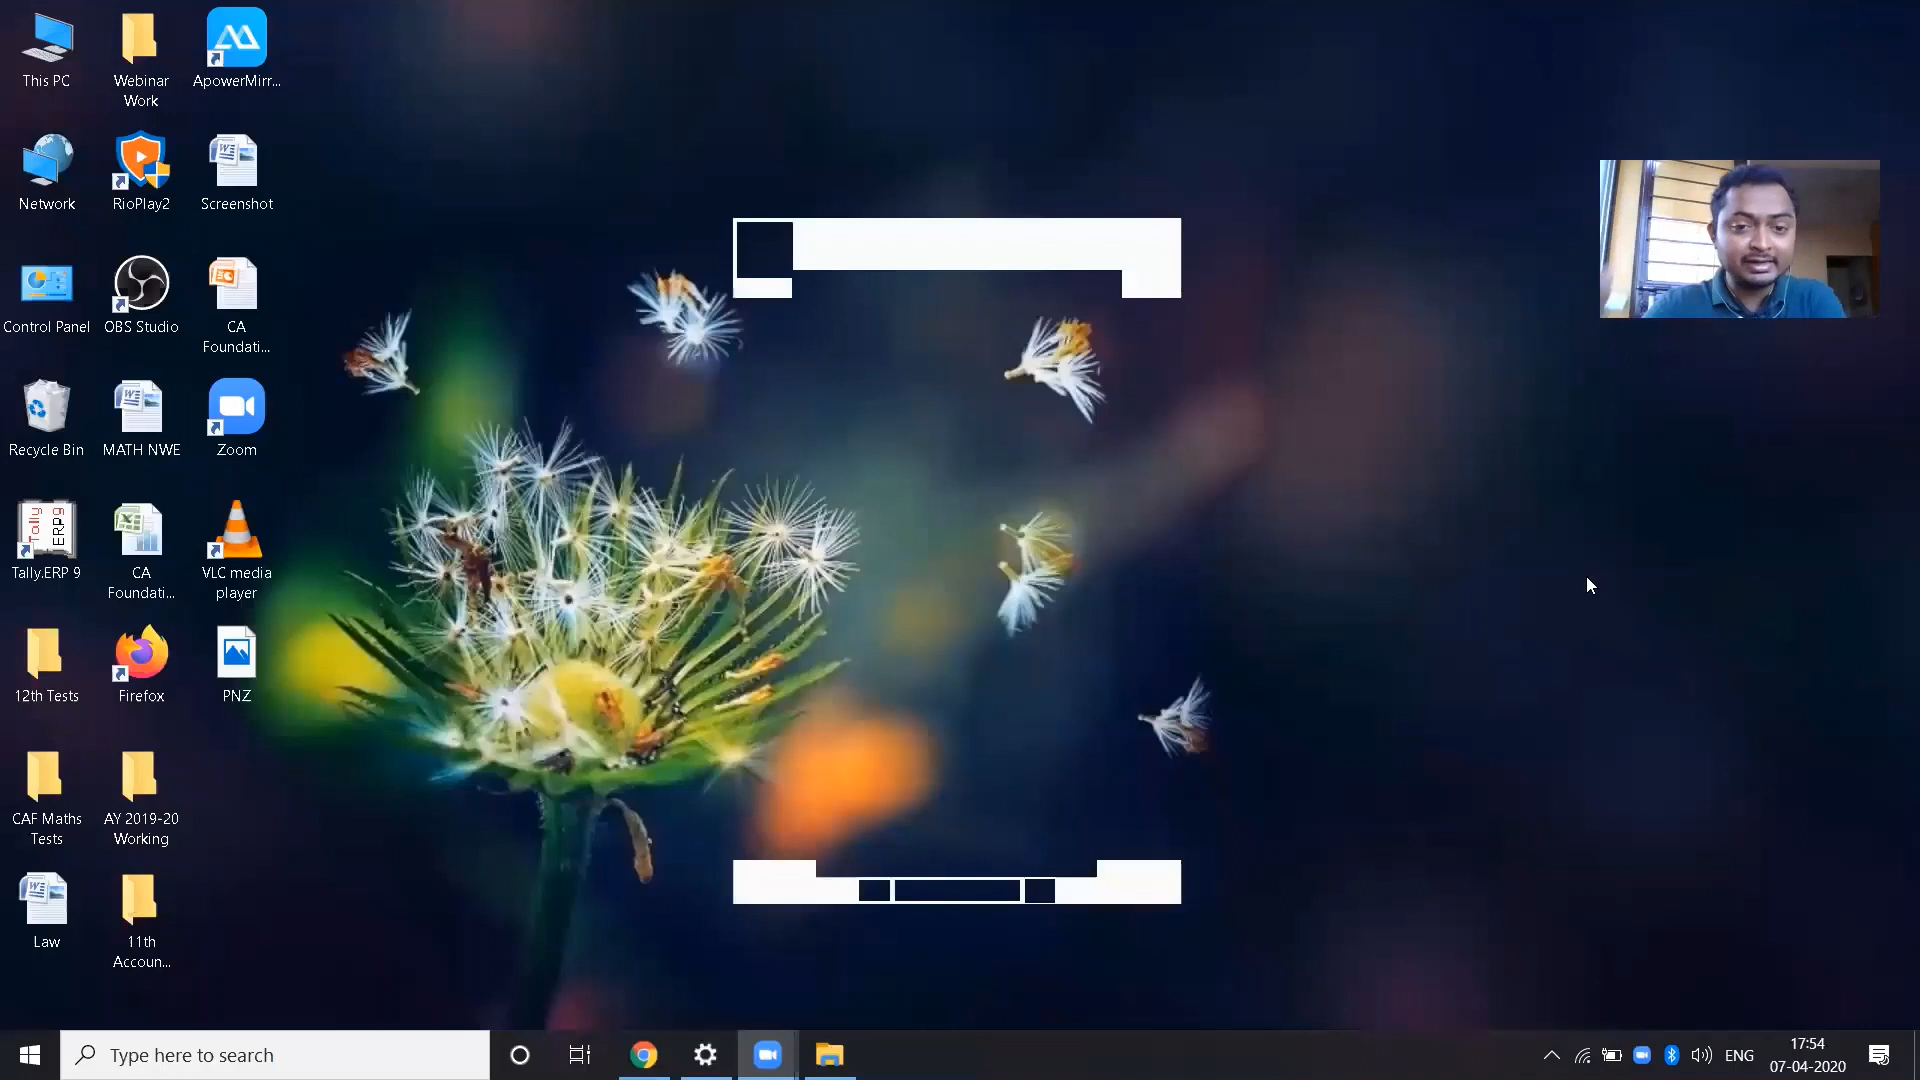 This PC
Webinar
Work
ApowerMirr...
Network
RioPlay2
Screenshot
Control Panel
OBS Studio
CA
Foundati...
Recycle Bin
MATH NWE
Zoom
Tally
ERP9
Tally.ERP 9
CA
Foundati...
VLC media
player
12th Tests
Firefox
PNZ
CAF Maths
Tests
AY 2019-20
Working
Law
11th
Accoun...
Type here to search
ENG
17:54
07-04-2020